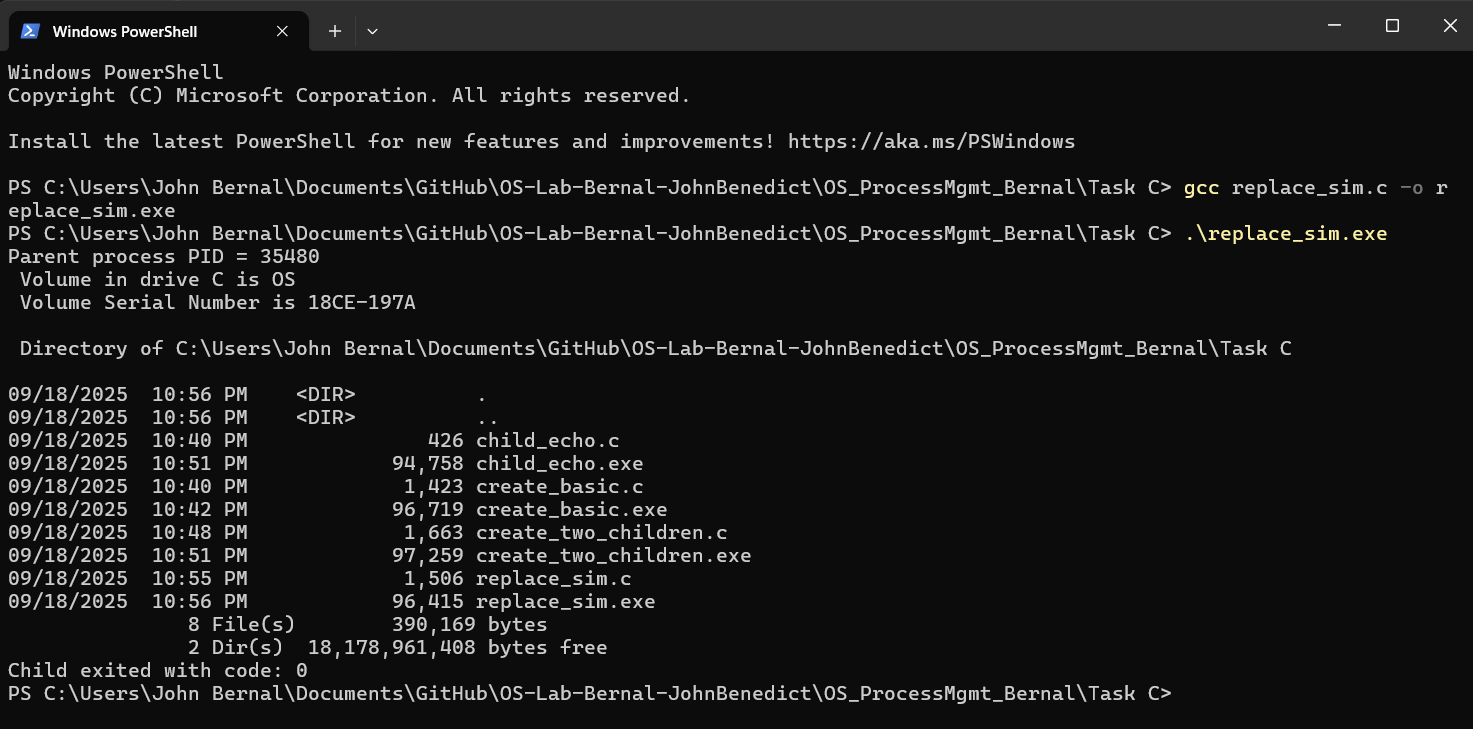 Windows PowerShell
Windows PowerShell
Copyright (C) Microsoft Corporation. All rights reserved.
Install the latest PowerShell for new features and improvements! https://aka.ms/PSWindows
PS C:\Users\John Bernal\Documents\GitHub\OS-Lab-Bernal-JohnBenedict\OS_ProcessMgmt_Bernal\Task C> gcc replace_sim.c -o r
eplace_sim.exe
PS C:\Users\John Bernal\Documents\GitHub\OS-Lab-Bernal-JohnBenedict\OS_ProcessMgmt_Bernal\Task C> .\replace_sim.exe
Parent process PID = 35480
 Volume in drive C is OS
 Volume Serial Number is 18CE-197A
 Directory of C:\Users\John Bernal\Documents\GitHub\OS-Lab-Bernal-JohnBenedict\OS_ProcessMgmt_Bernal\Task C
09/18/2025  10:56 PM    <DIR>          .
09/18/2025  10:56 PM    <DIR>          ..
09/18/2025  10:40 PM               426 child_echo.c
09/18/2025  10:51 PM            94,758 child_echo.exe
09/18/2025  10:40 PM             1,423 create_basic.c
09/18/2025  10:42 PM            96,719 create_basic.exe
09/18/2025  10:48 PM             1,663 create_two_children.c
09/18/2025  10:51 PM            97,259 create_two_children.exe
09/18/2025  10:55 PM             1,506 replace_sim.c
09/18/2025  10:56 PM            96,415 replace_sim.exe
               8 File(s)        390,169 bytes
               2 Dir(s)  18,178,961,408 bytes free
Child exited with code: 0
PS C:\Users\John Bernal\Documents\GitHub\OS-Lab-Bernal-JohnBenedict\OS_ProcessMgmt_Bernal\Task C>